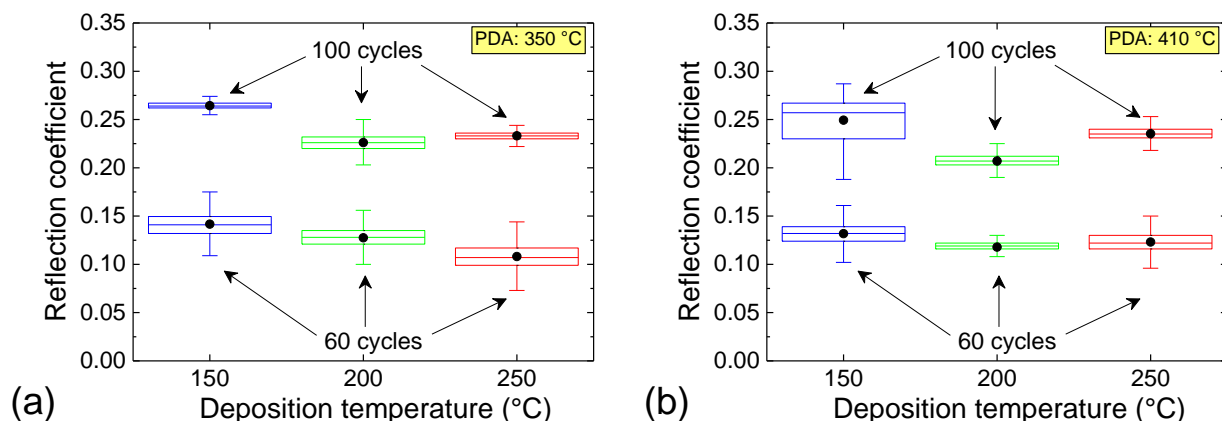 0.35
0.30
0.25
0.20
0.15
0.10
0.05
0.00
Reflection coefficient
PDA: 350 °C
100 cycles
60 cycles
150 200 250
Deposition temperature (°C)
(a)
0.35
0.30
0.25
0.20
0.15
0.10
0.05
0.00
Reflection coefficient
PDA: 410 °C
100 cycles
60 cycles
150 200 250
Deposition temperature (°C)
(b)